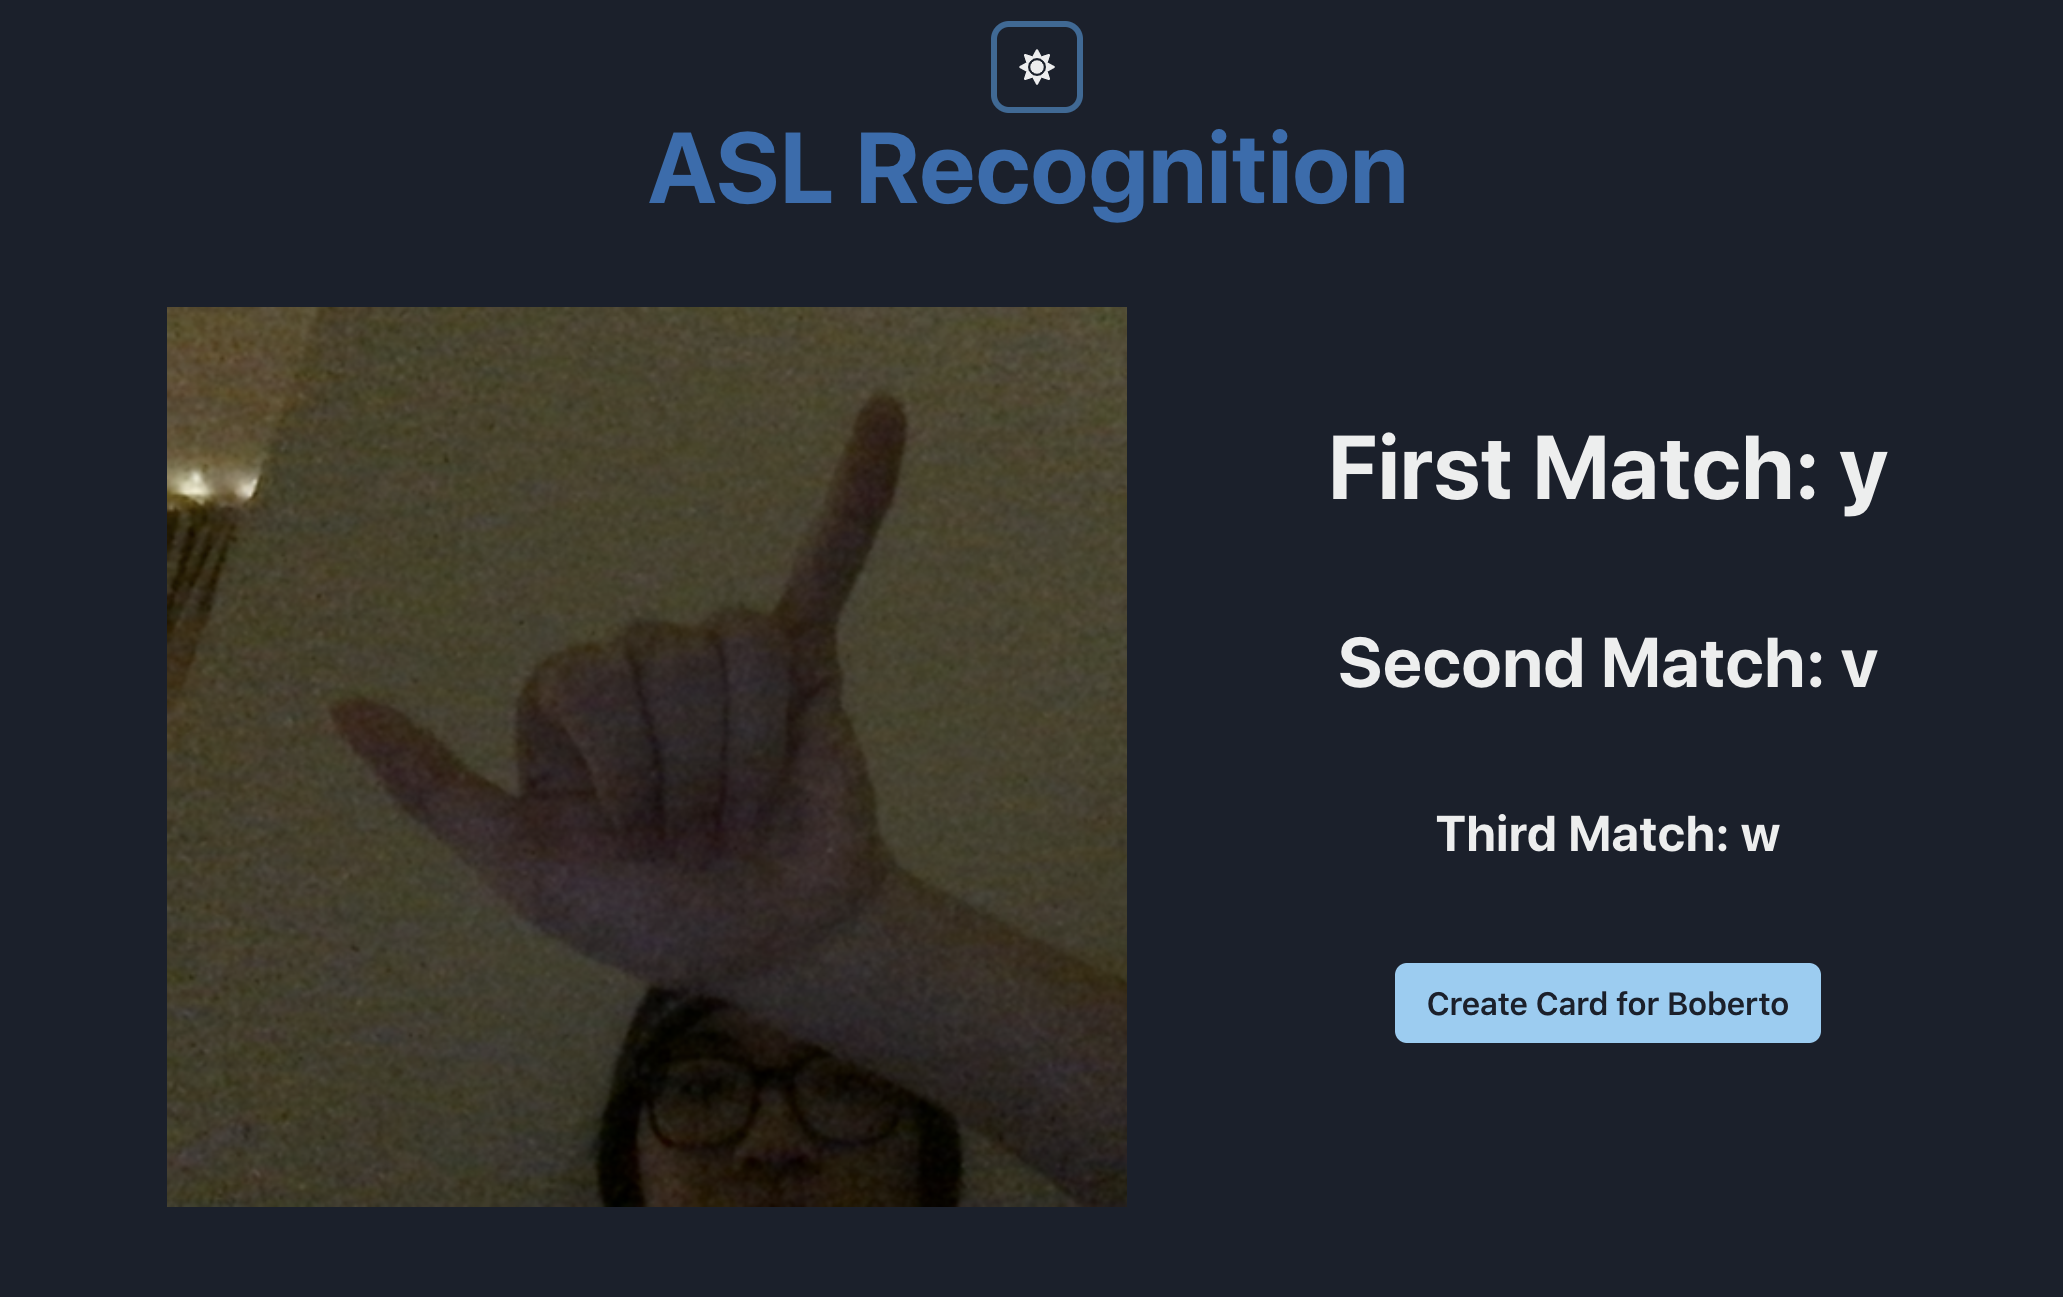 ASL Recognition
First Match: y
Second Match: v
Third Match: w
Create Card for Boberto